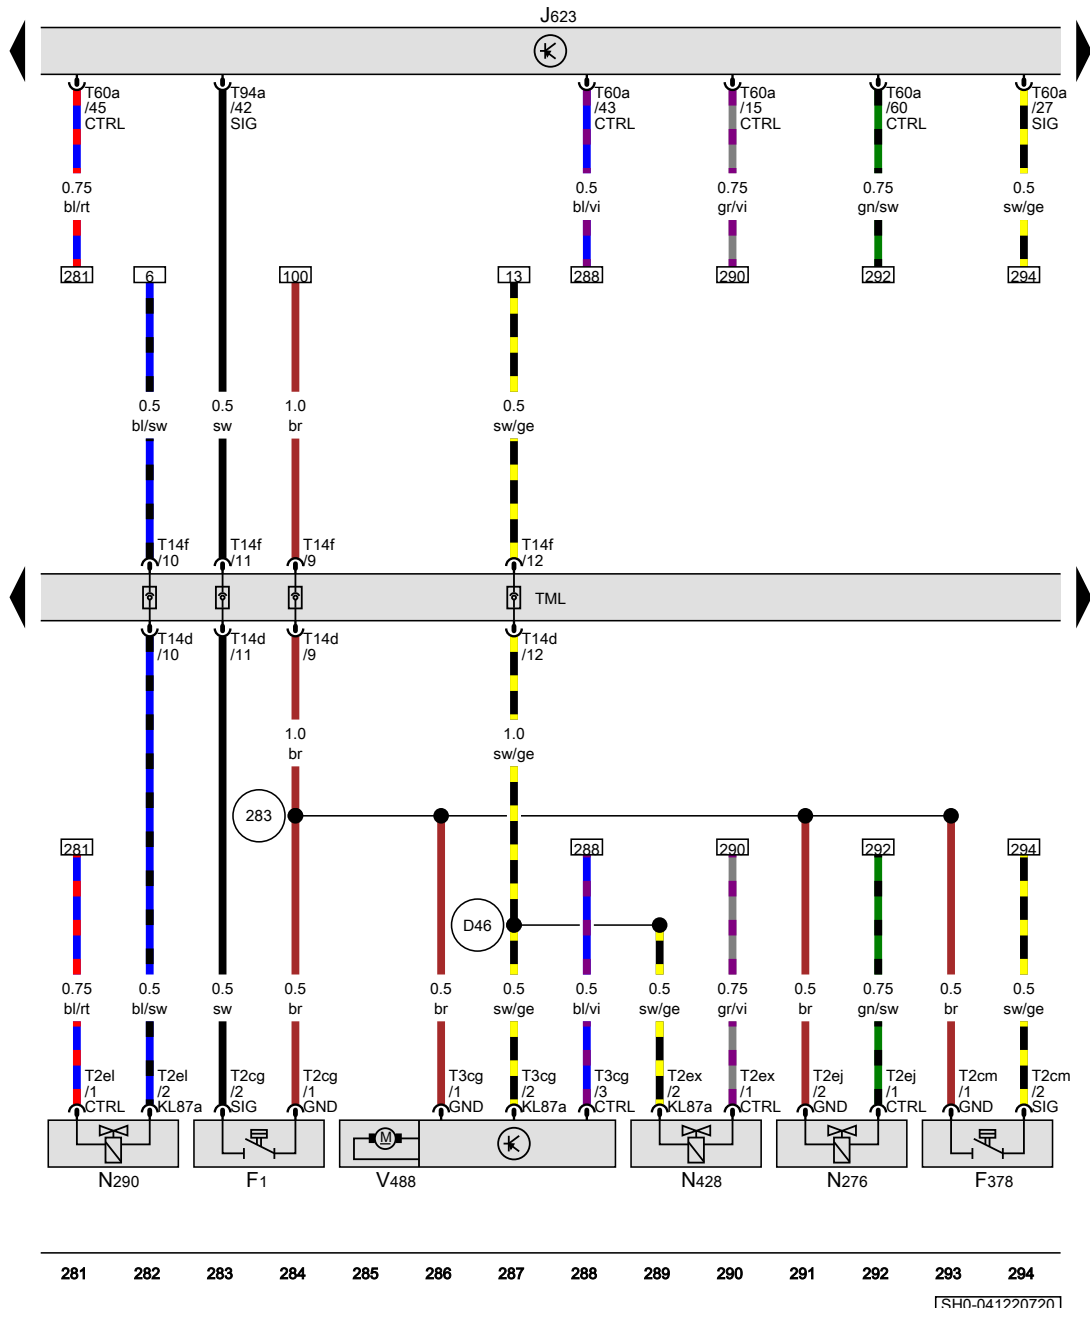 J623
T60a
/45
CTRL
T94a
/42
SIG
T60a
/43
CTRL
T60a
/15
CTRL
T60a
/60
CTRL
T60a
/27
SIG
0.75
bl/rt
0.5
bl/vi
0.75
gr/vi
0.75
gn/sw
0.5
sw/ge
281
6
100
13
288
290
292
294
0.5
bl/sw
0.5
sw
1.0
br
0.5
sw/ge
T14f
/10
T14f
/11
T14f
/9
T14f
/12
TML
T14d
/10
T14d
/11
T14d
/9
T14d
/12
1.0
br
1.0
sw/ge
283
281
288
290
292
294
D46
0.75
bl/rt
0.5
bl/sw
0.5
sw
0.5
br
0.5
br
0.5
sw/ge
0.5
bl/vi
0.5
sw/ge
0.75
gr/vi
0.5
br
0.75
gn/sw
0.5
br
0.5
sw/ge
T2el
/1
CTRL
T2el
/2
KL87a
T2cg
/2
SIG
T2cg
/1
GND
T3cg
/1
GND
T3cg
/2
KL87a
T3cg
/3
CTRL
T2ex
/2
KL87a
T2ex
/1
CTRL
T2ej
/2
GND
T2ej
/1
CTRL
T2cm
/1
GND
T2cm
/2
SIG
M
N290
F1
V488
N428
N276
F378
281 282 283 284 285 286 287 288 289 290 291 292 293 294
SH0-041220720